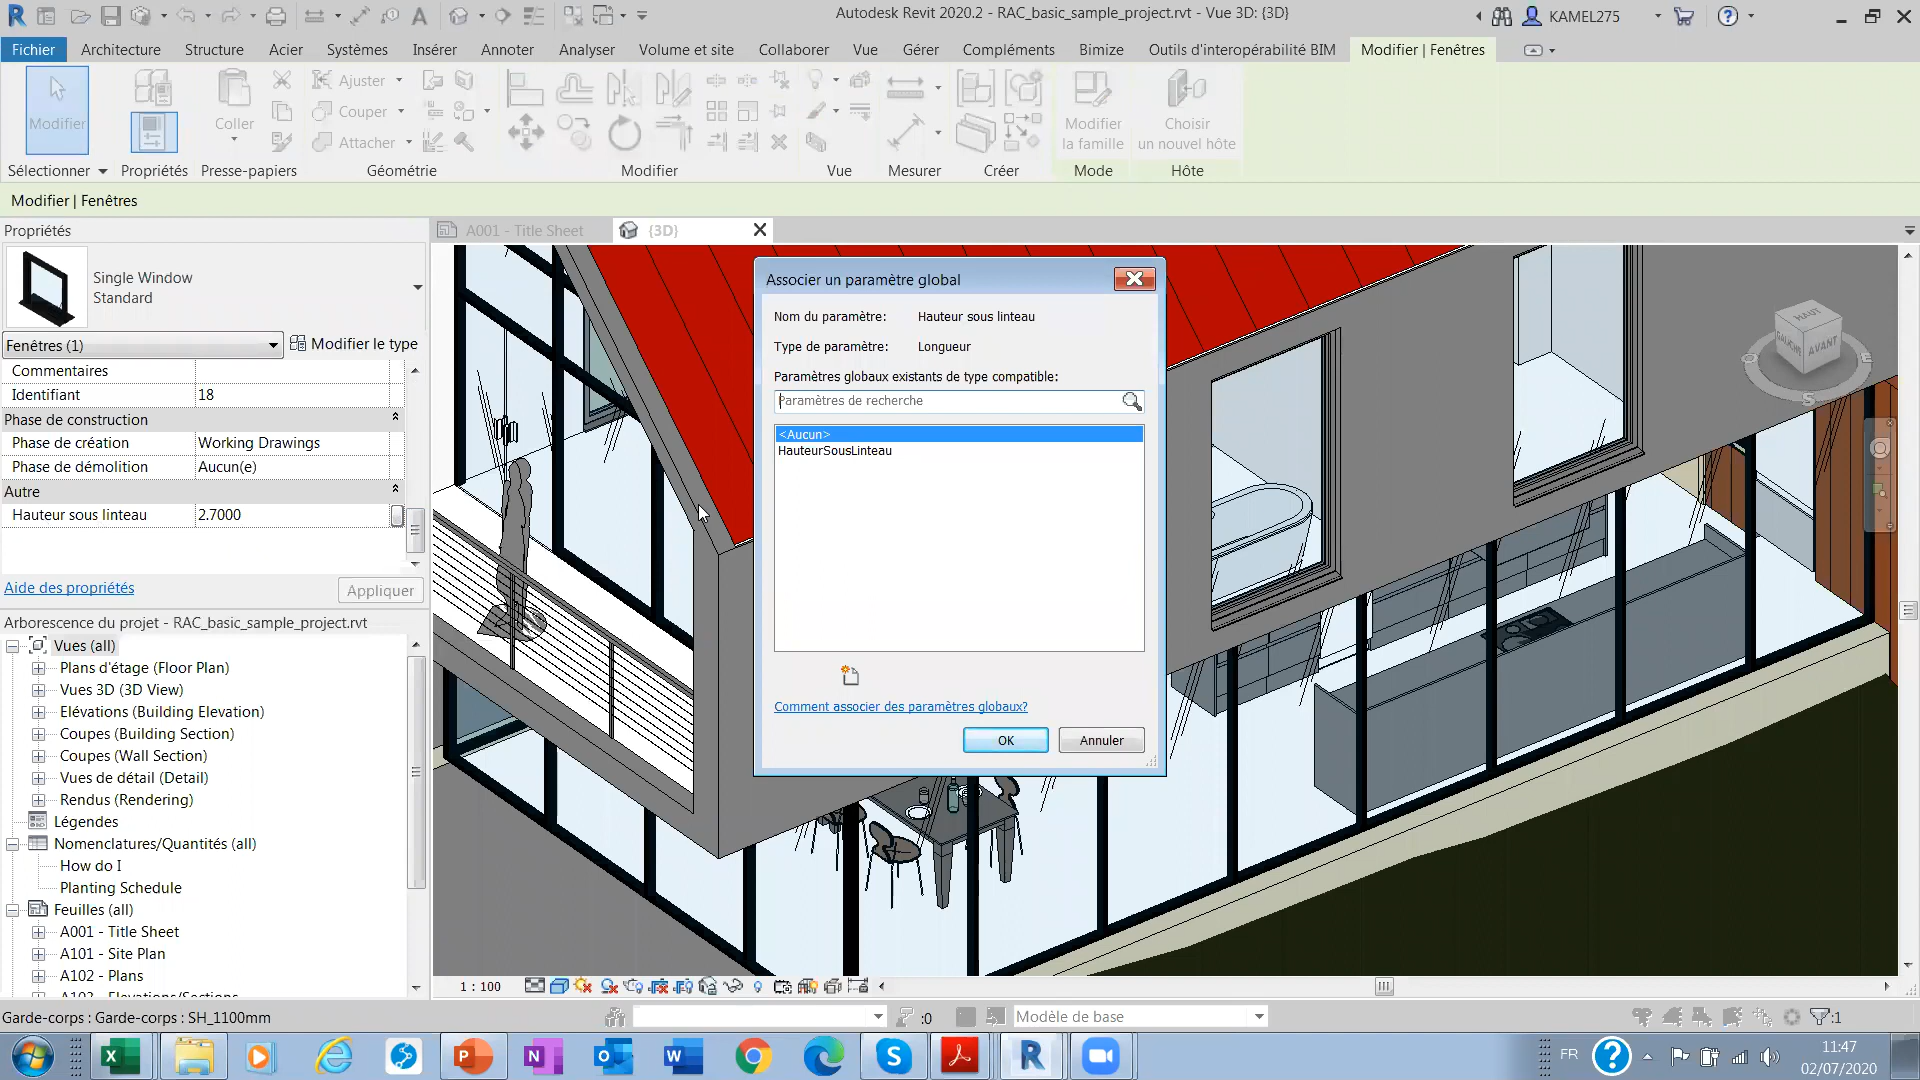 Autodesk Revit 2020.2 - RAC_basic_sample_project.rvt - Vue 3D: {3D}
KAMEL275
Fichier Architecture Structure Acier Systèmes Insérer Annoter Analyser Volume et site Collaborer Vue Gérer Compléments Bimize Outils d'interopérabilité BIM Modifier | Fenêtres
Modifier
Coller
Ajuster
Couper
Attacher
Modifier
la famille
Choisir
un nouvel hôte
Sélectionner Propriétés Presse-papiers Géométrie Modifier Vue Mesurer Créer Mode Hôte
Modifier | Fenêtres
Propriétés
A001 - Title Sheet
{3D}
Single Window
Standard
Fenêtres (1)
Modifier le type
Commentaires
Identifiant 18
Phase de construction
Phase de création Working Drawings
Phase de démolition Aucun(e)
Autre
Hauteur sous linteau 2.7000
Aide des propriétés
Appliquer
Arborescence du projet - RAC_basic_sample_project.rvt
Vues (all)
Plans d'étage (Floor Plan)
Vues 3D (3D View)
Elévations (Building Elevation)
Coupes (Building Section)
Coupes (Wall Section)
Vues de détail (Detail)
Rendus (Rendering)
Légendes
Nomenclatures/Quantités (all)
How do I
Planting Schedule
Feuilles (all)
A001 - Title Sheet
A101 - Site Plan
A102 - Plans
A103 - Elevations/Sections
Associer un paramètre global
Nom du paramètre: Hauteur sous linteau
Type de paramètre: Longueur
Paramètres globaux existants de type compatible:
Paramètres de recherche
<Aucun>
HauteurSousLinteau
Comment associer des paramètres globaux?
OK
Annuler
HAUT
GAUCHE
AVANT
O
E
S
1 : 100
Garde-corps : Garde-corps : SH_1100mm
:0
Modèle de base
:1
FR
11:47
02/07/2020